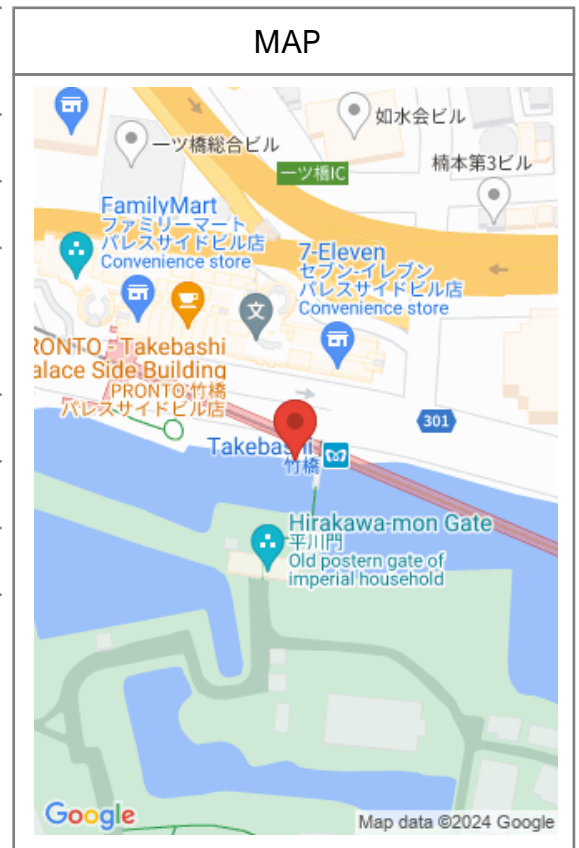 MAP
如水会ビル
一ツ橋総合ビル
一ツ橋IC
楠本第3ビル
FamilyMart
ファミリーマート
パレスサイドビル店
Convenience store
7-Eleven
セブン-イレブン
パレスサイドビル店
Convenience store
文
RONTO - Takebashi
alace Side Building
PRONTO 竹橋
パレスサイドビル店
301
Takebashi
竹橋
Hirakawa-mon Gate
平川門
Old postern gate of
imperial household
Google
Map data ©2024 Google